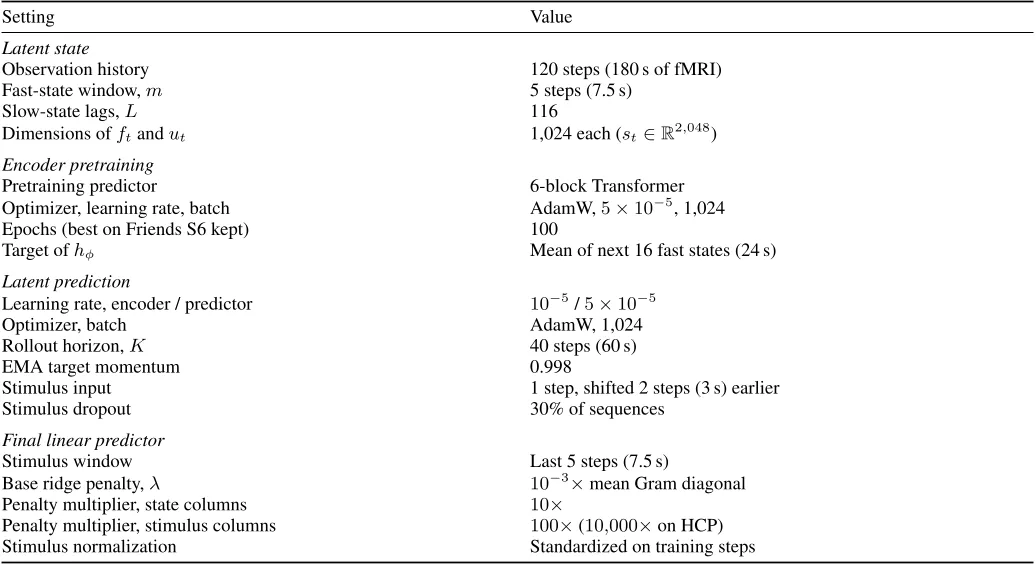 Setting Value
Latent state
Observation history 120 steps (180 s of fMRI)
Fast-state window, m 5 steps (7.5 s)
Slow-state lags, L 116
Dimensions of fₜ and uₜ 1,024 each (sₜ ∈ ℝ²,⁰⁴⁸)
Encoder pretraining
Pretraining predictor 6-block Transformer
Optimizer, learning rate, batch AdamW, 5 × 10⁻⁵, 1,024
Epochs (best on Friends S6 kept) 100
Target of hᵩ Mean of next 16 fast states (24 s)
Latent prediction
Learning rate, encoder / predictor 10⁻⁵ / 5 × 10⁻⁵
Optimizer, batch AdamW, 1,024
Rollout horizon, K 40 steps (60 s)
EMA target momentum 0.998
Stimulus input 1 step, shifted 2 steps (3 s) earlier
Stimulus dropout 30% of sequences
Final linear predictor
Stimulus window Last 5 steps (7.5 s)
Base ridge penalty, λ 10⁻³× mean Gram diagonal
Penalty multiplier, state columns 10×
Penalty multiplier, stimulus columns 100× (10,000× on HCP)
Stimulus normalization Standardized on training steps